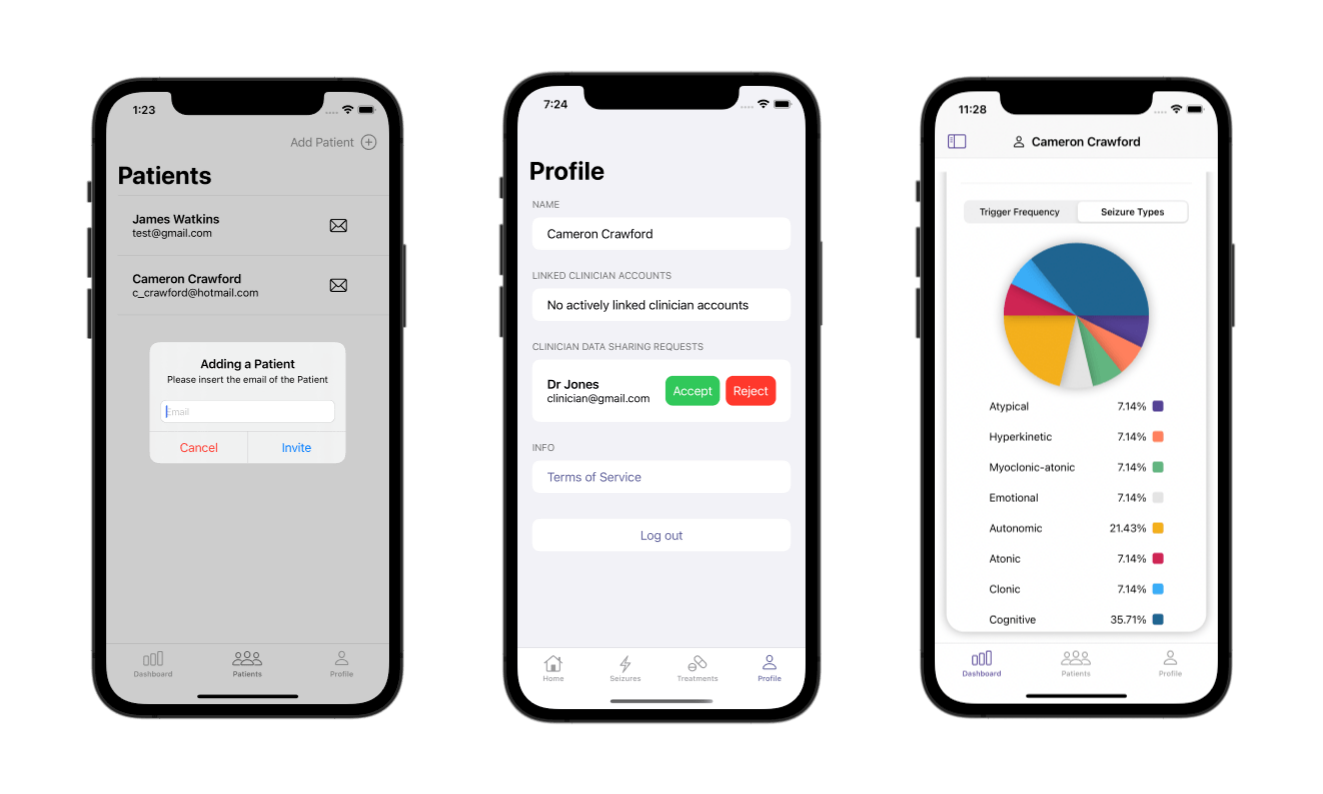 1:23
Add Patient
Patients
James Watkins
test@gmail.com
Cameron Crawford
c_crawford@hotmail.com
Adding a Patient
Please insert the email of the Patient
Email
Cancel Invite
Dashboard Patients Profile
7:24
Profile
NAME
Cameron Crawford
LINKED CLINICIAN ACCOUNTS
No actively linked clinician accounts
CLINICIAN DATA SHARING REQUESTS
Dr Jones
clinician@gmail.com
Accept Reject
INFO
Terms of Service
Log out
Home Seizures Treatments Profile
11:28
Cameron Crawford
Trigger Frequency Seizure Types
Atypical 7.14%
Hyperkinetic 7.14%
Myoclonic-atonic 7.14%
Emotional 7.14%
Autonomic 21.43%
Atonic 7.14%
Clonic 7.14%
Cognitive 35.71%
Dashboard Patients Profile